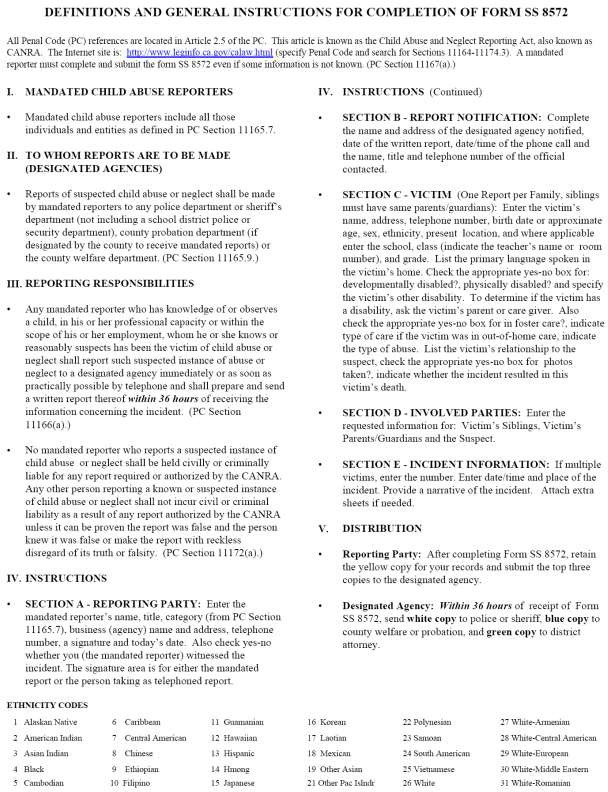 DEFINITIONS AND GENERAL INSTRUCTIONS FOR COMPLETION OF FORM SS 8572
All Penal Code (PC) references are located in Article 2.5 of the PC. This article is known as the Child Abuse and Neglect Reporting Act, also known as
CANRA. The Internet site is: http://www.leginfo.ca.gov/calaw.html (specify Penal Code and search for Sections 11164-11174.3). A mandated
reporter must complete and submit the form SS 8572 even if some information is not known. (PC Section 11167(a).)
I. MANDATED CHILD ABUSE REPORTERS
• Mandated child abuse reporters include all those
individuals and entities as defined in PC Section 11165.7.
II. TO WHOM REPORTS ARE TO BE MADE
(DESIGNATED AGENCIES)
• Reports of suspected child abuse or neglect shall be made
by mandated reporters to any police department or sheriff's
department (not including a school district police or
security department), county probation department (if
designated by the county to receive mandated reports) or
the county welfare department. (PC Section 11165.9.)
III. REPORTING RESPONSIBILITIES
• Any mandated reporter who has knowledge of or observes
a child, in his or her professional capacity or within the
scope of his or her employment, whom he or she knows or
reasonably suspects has been the victim of child abuse or
neglect shall report such suspected instance of abuse or
neglect to a designated agency immediately or as soon as
practically possible by telephone and shall prepare and send
a written report thereof within 36 hours of receiving the
information concerning the incident. (PC Section
11166(a).)
• No mandated reporter who reports a suspected instance of
child abuse or neglect shall be held civilly or criminally
liable for any report required or authorized by the CANRA.
Any other person reporting a known or suspected instance
of child abuse or neglect shall not incur civil or criminal
liability as a result of any report authorized by the CANRA
unless it can be proven the report was false and the person
knew it was false or make the report with reckless
disregard of its truth or falsity. (PC Section 11172(a).)
IV. INSTRUCTIONS
• SECTION A - REPORTING PARTY: Enter the
mandated reporter's name, title, category (from PC Section
11165.7), business (agency) name and address, telephone
number, a signature and today's date. Also check yes-no
whether you (the mandated reporter) witnessed the
incident. The signature area is for either the mandated
report or the person taking as telephoned report.
IV. INSTRUCTIONS (Continued)
• SECTION B - REPORT NOTIFICATION: Complete
the name and address of the designated agency notified,
date of the written report, date/time of the phone call and
the name, title and telephone number of the official
contacted.
• SECTION C - VICTIM (One Report per Family, siblings
must have same parents/guardians): Enter the victim's
name, address, telephone number, birth date or approximate
age, sex, ethnicity, present location, and where applicable
enter the school, class (indicate the teacher's name or room
number), and grade. List the primary language spoken in
the victim's home. Check the appropriate yes-no box for:
developmentally disabled?, physically disabled? and specify
the victim's other disability. To determine if the victim has
a disability, ask the victim's parent or care giver. Also
check the appropriate yes-no box for in foster care?, indicate
type of care if the victim was in out-of-home care, indicate
the type of abuse. List the victim's relationship to the
suspect, check the appropriate yes-no box for photos
taken?, indicate whether the incident resulted in this
victim's death.
• SECTION D - INVOLVED PARTIES: Enter the
requested information for: Victim's Siblings, Victim's
Parents/Guardians and the Suspect.
• SECTION E - INCIDENT INFORMATION: If multiple
victims, enter the number. Enter date/time and place of the
incident. Provide a narrative of the incident. Attach extra
sheets if needed.
V. DISTRIBUTION
• Reporting Party: After completing Form SS 8572, retain
the yellow copy for your records and submit the top three
copies to the designated agency.
• Designated Agency: Within 36 hours of receipt of Form
SS 8572, send white copy to police or sheriff, blue copy to
county welfare or probation, and green copy to district
attorney.
ETHNICITY CODES
1 Alaskan Native 6 Caribbean 11 Guamanian 16 Korean 22 Polynesian 27 White-Armenian
2 American Indian 7 Central American 12 Hawaiian 17 Laotian 23 Samoan 28 White-Central American
3 Asian Indian 8 Chinese 13 Hispanic 18 Mexican 24 South American 29 White-European
4 Black 9 Ethiopian 14 Hmong 19 Other Asian 25 Vietnamese 30 White-Middle Eastern
5 Cambodian 10 Filipino 15 Japanese 21 Other Pac Islndr 26 White 31 White-Romanian